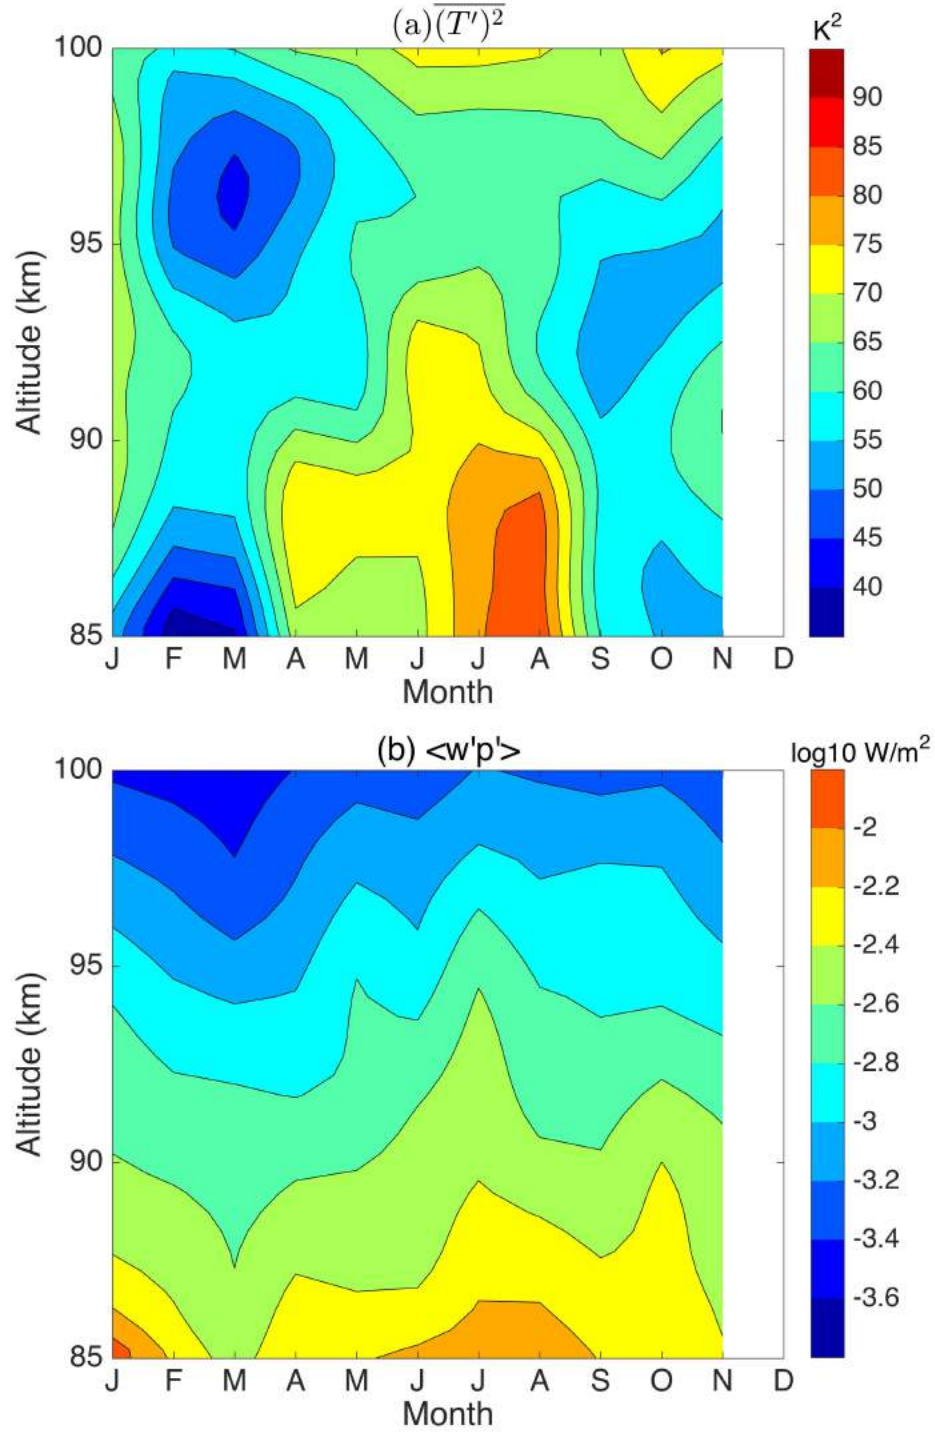 (a) \overline{(T')^2}
K²
100
95
90
85
Altitude (km)
J F M A M J J A S O N D
Month
90
85
80
75
70
65
60
55
50
45
40
(b) <w'p'>
log10 W/m²
100
95
90
85
Altitude (km)
J F M A M J J A S O N D
Month
-2
-2.2
-2.4
-2.6
-2.8
-3
-3.2
-3.4
-3.6